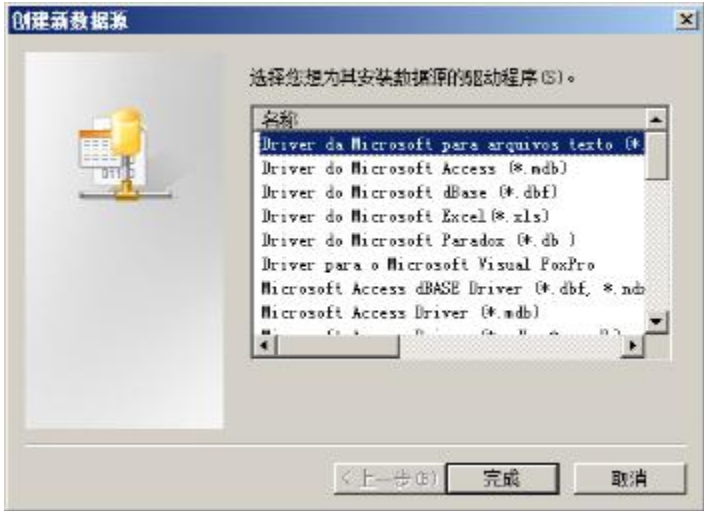 创建新数据源
选择您想为其安装数据源的驱动程序(S)。
名称
Driver da Microsoft para arquivos texto (*
Driver do Microsoft Access (*.mdb)
Driver do Microsoft dBase (*.dbf)
Driver do Microsoft Excel(*.xls)
Driver do Microsoft Paradox (*.db )
Driver para o Microsoft Visual FoxPro
Microsoft Access dBASE Driver (*.dbf, *.ndx
Microsoft Access Driver (*.mdb)
<上一步(B)
完成
取消